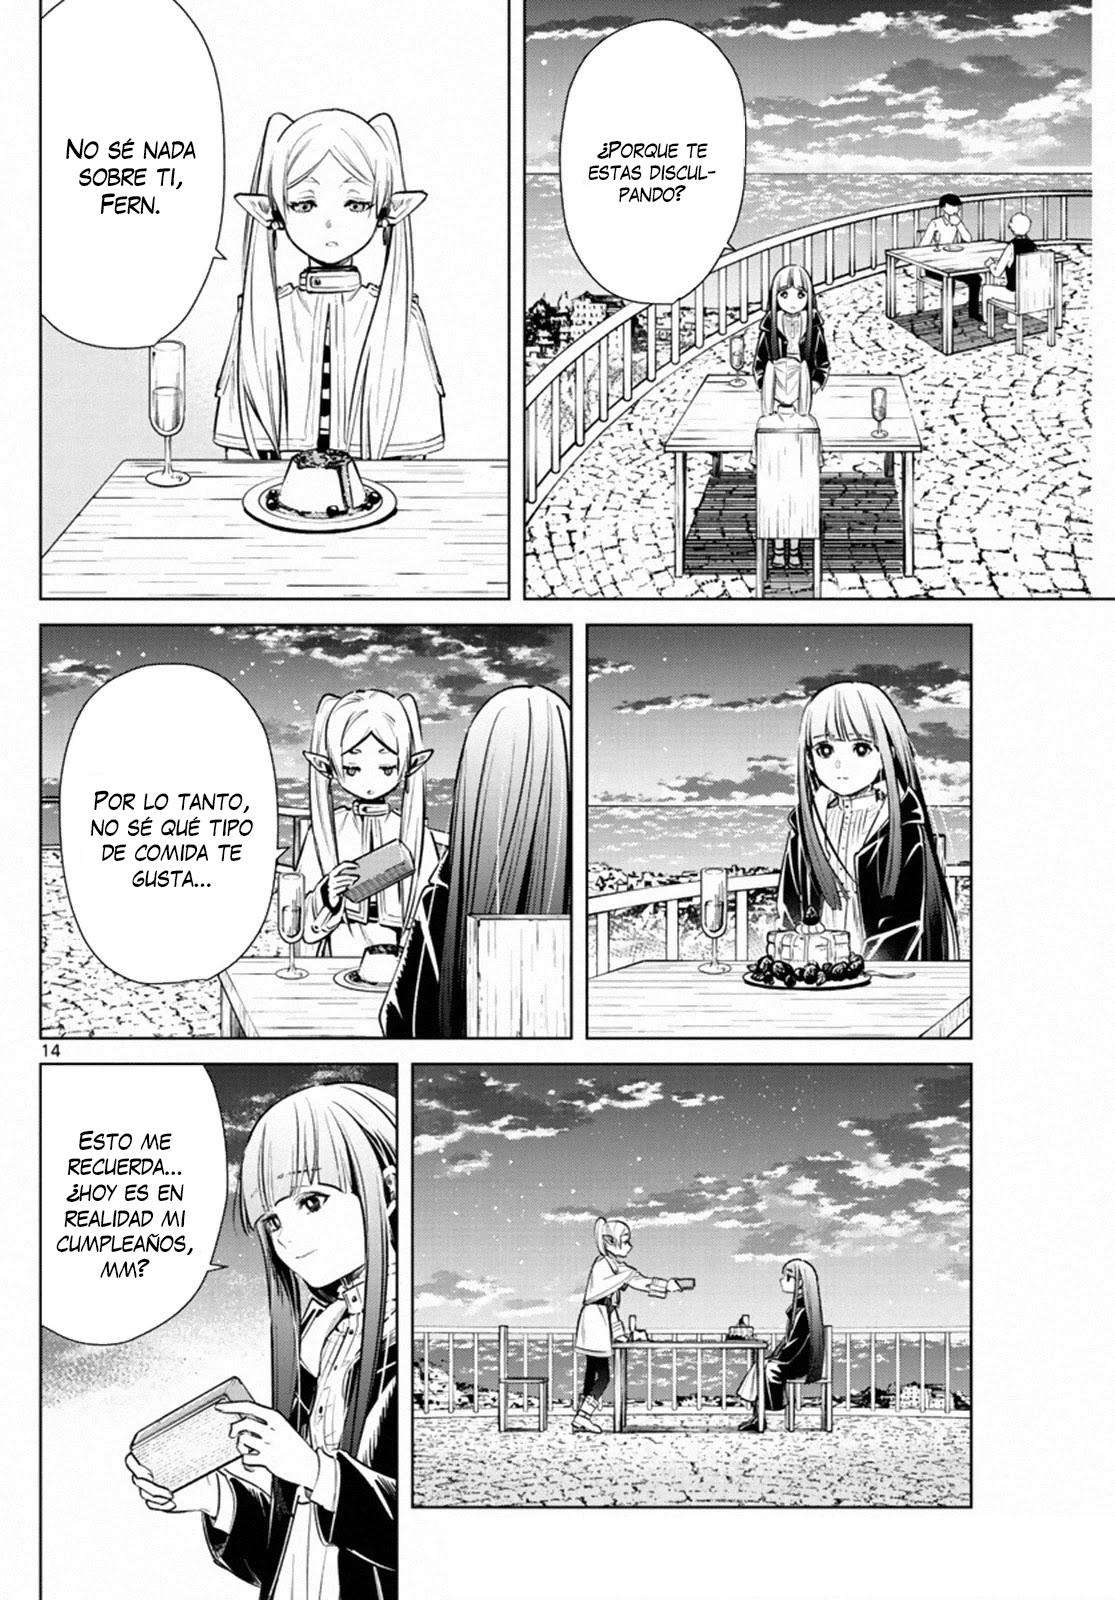 ¿Porque te
estas discul-
pando?
No sé nada
sobre ti,
Fern.
Por lo tanto,
no sé qué tipo
de comida te
gusta...
14
Esto me
recuerda...
¿hoy es en
realidad mi
cumpleaños,
mm?